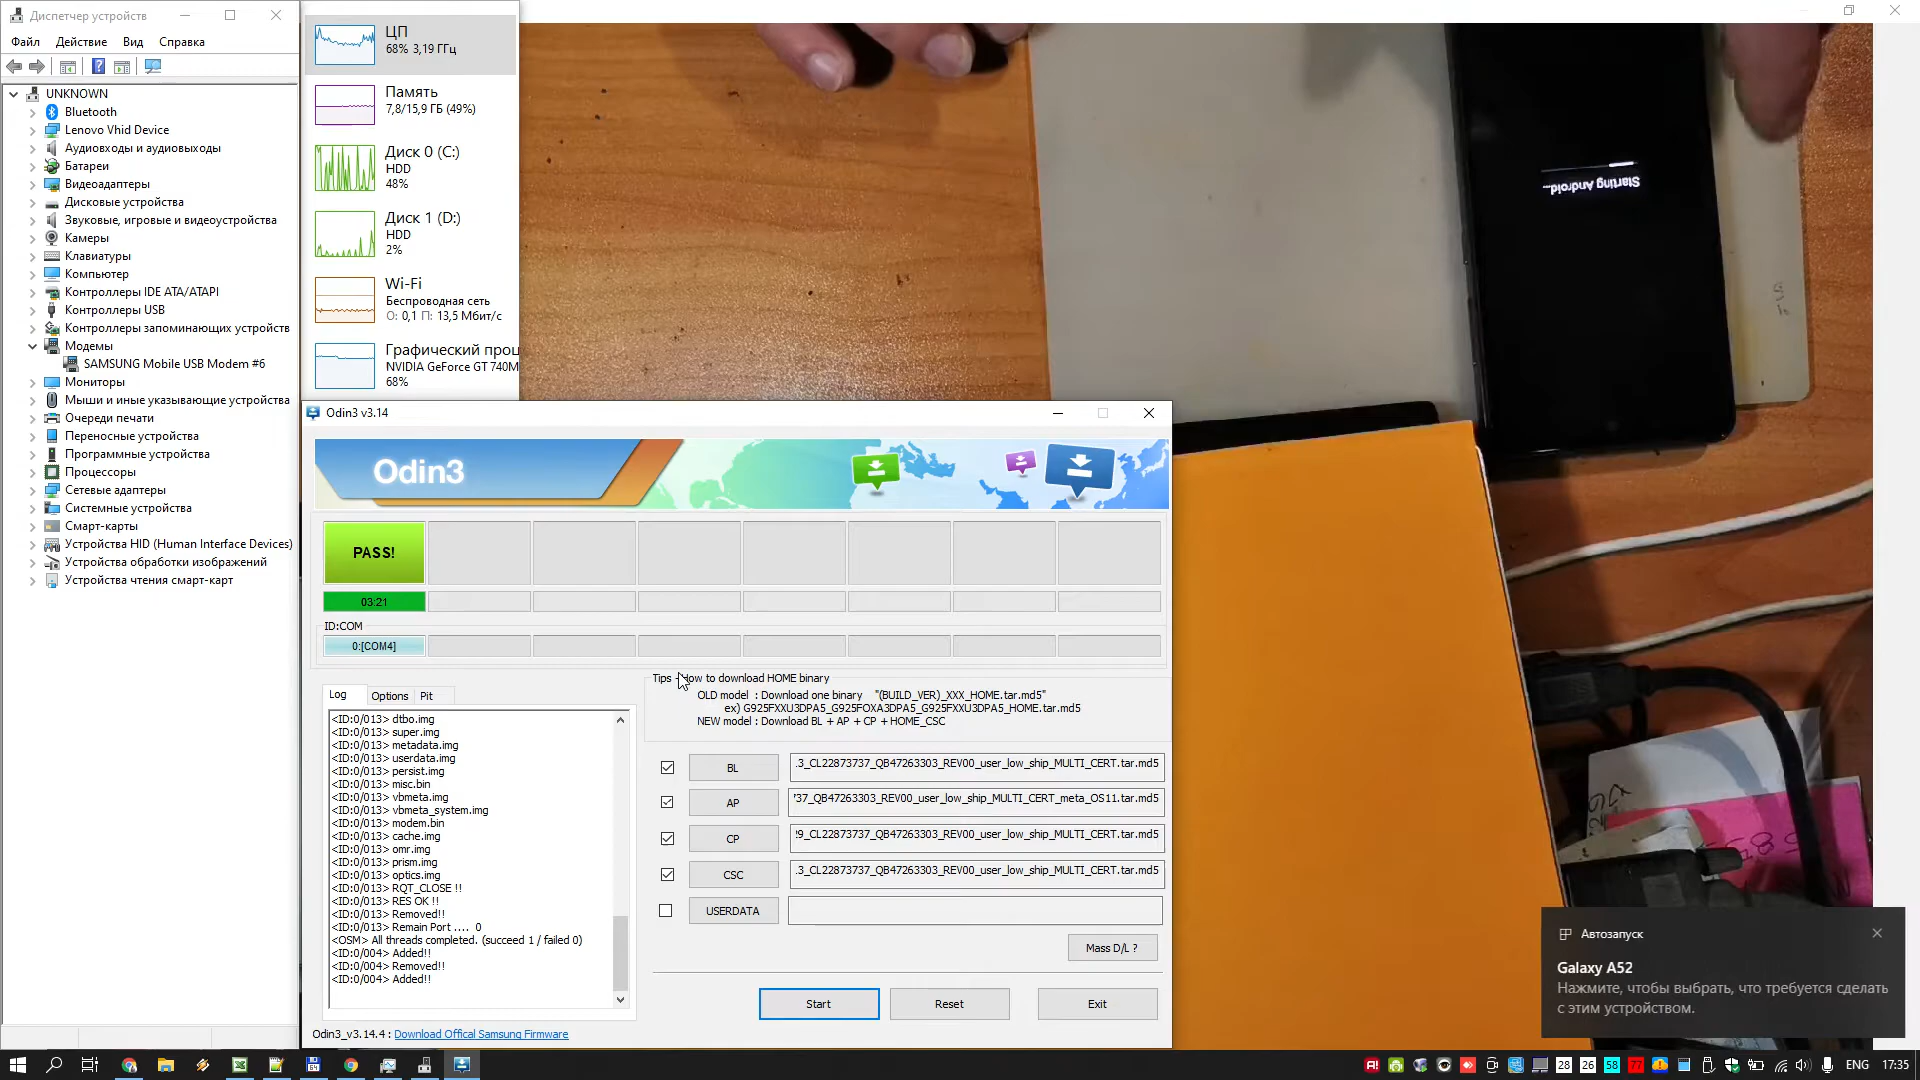 Диспетчер устройств
Файл Действие Вид Справка
UNKNOWN
Bluetooth
Lenovo Vhid Device
Аудиовходы и аудиовыходы
Батареи
Видеоадаптеры
Дисковые устройства
Звуковые, игровые и видеоустройства
Камеры
Клавиатуры
Компьютер
Контроллеры IDE ATA/ATAPI
Контроллеры USB
Контроллеры запоминающих устройств
Модемы
SAMSUNG Mobile USB Modem #6
Мониторы
Мыши и иные указывающие устройства
Очереди печати
Переносные устройства
Программные устройства
Процессоры
Сетевые адаптеры
Системные устройства
Смарт-карты
Устройства HID (Human Interface Devices)
Устройства обработки изображений
Устройства чтения смарт-карт
ЦП
68% 3,19 ГГц
Память
7,8/15,9 ГБ (49%)
Диск 0 (C:)
HDD
48%
Диск 1 (D:)
HDD
2%
Wi-Fi
Беспроводная сеть
О: 0,1 П: 13,5 Мбит/с
Графический проц
NVIDIA GeForce GT 740M
68%
Starting Android...
Odin3 v3.14
Odin3
PASS!
03:21
ID:COM
0:[COM4]
Log Options Pit
<ID:0/013> dtbo.img
<ID:0/013> super.img
<ID:0/013> metadata.img
<ID:0/013> userdata.img
<ID:0/013> persist.img
<ID:0/013> misc.bin
<ID:0/013> vbmeta.img
<ID:0/013> vbmeta_system.img
<ID:0/013> modem.bin
<ID:0/013> cache.img
<ID:0/013> omr.img
<ID:0/013> prism.img
<ID:0/013> optics.img
<ID:0/013> RQT_CLOSE !!
<ID:0/013> RES OK !!
<ID:0/013> Removed!!
<ID:0/013> Remain Port .... 0
<OSM> All threads completed. (succeed 1 / failed 0)
<ID:0/004> Added!!
<ID:0/004> Removed!!
<ID:0/004> Added!!
Tips - How to download HOME binary
OLD model : Download one binary "(BUILD_VER)_XXX_HOME.tar.md5"
ex) G925FXXU3DPA5_G925FOXA3DPA5_G925FXXU3DPA5_HOME.tar.md5
NEW model : Download BL + AP + CP + HOME_CSC
BL .3_CL22873737_QB47263303_REV00_user_low_ship_MULTI_CERT.tar.md5
AP '37_QB47263303_REV00_user_low_ship_MULTI_CERT_meta_OS11.tar.md5
CP !9_CL22873737_QB47263303_REV00_user_low_ship_MULTI_CERT.tar.md5
CSC .3_CL22873737_QB47263303_REV00_user_low_ship_MULTI_CERT.tar.md5
USERDATA
Mass D/L ?
Start Reset Exit
Odin3_v3.14.4 : Download Offical Samsung Firmware
Автозапуск
Galaxy A52
Нажмите, чтобы выбрать, что требуется сделать
с этим устройством.
64 A! 28 26 58 77 ENG 17:35